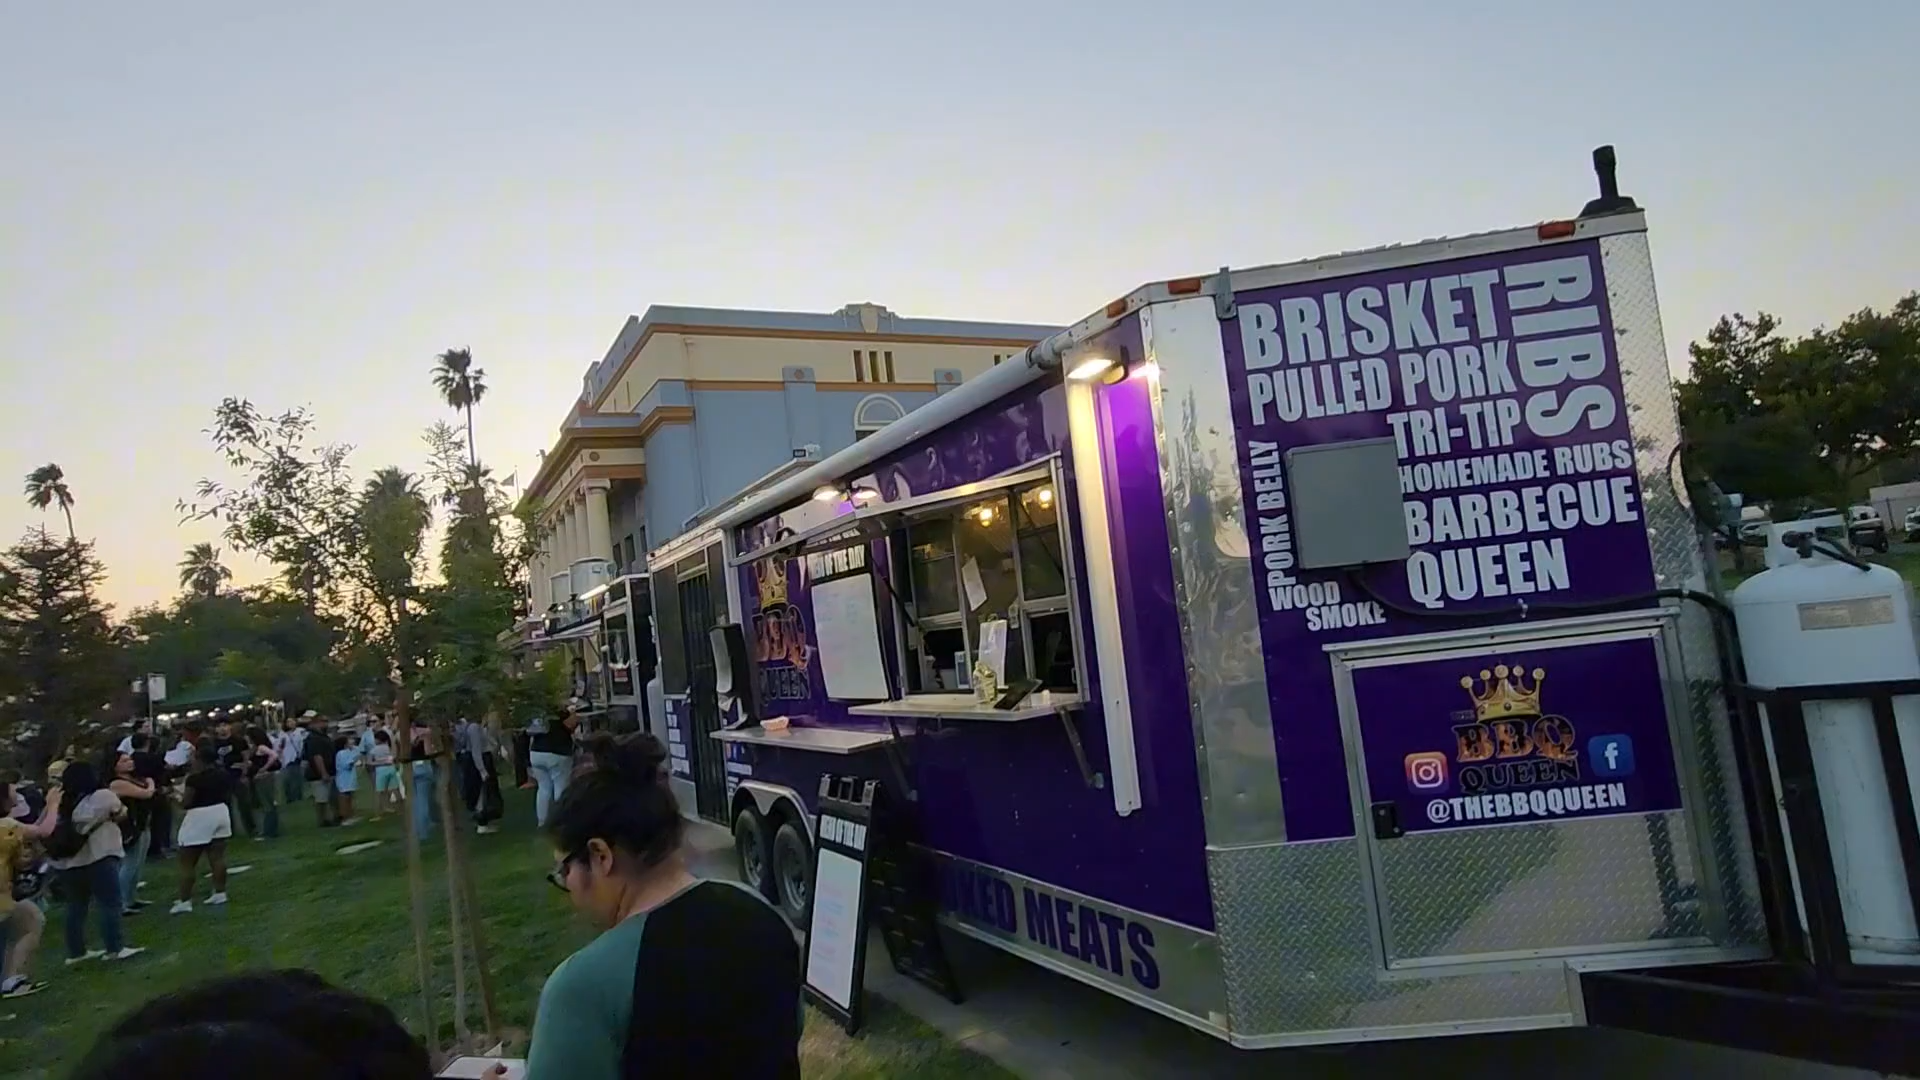 BRISKET
RIBS
PULLED PORK
TRI-TIP
HOMEMADE RUBS
PORK BELLY
BARBECUE
QUEEN
WOOD
SMOKE
OF THE DAY
BBQ
QUEEN
BBQ
QUEEN
@THEBBQQUEEN
MEATS